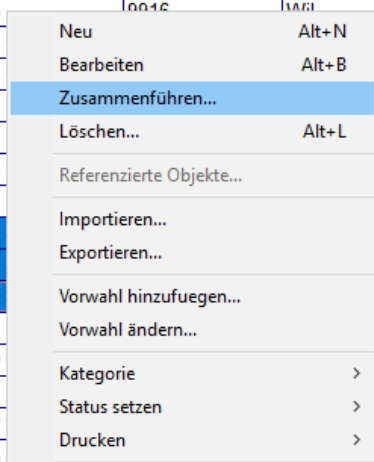 Neu Alt+N
Bearbeiten Alt+B
Zusammenführen...
Löschen... Alt+L
Referenzierte Objekte...
Importieren...
Exportieren...
Vorwahl hinzufuegen...
Vorwahl ändern...
Kategorie
Status setzen
Drucken